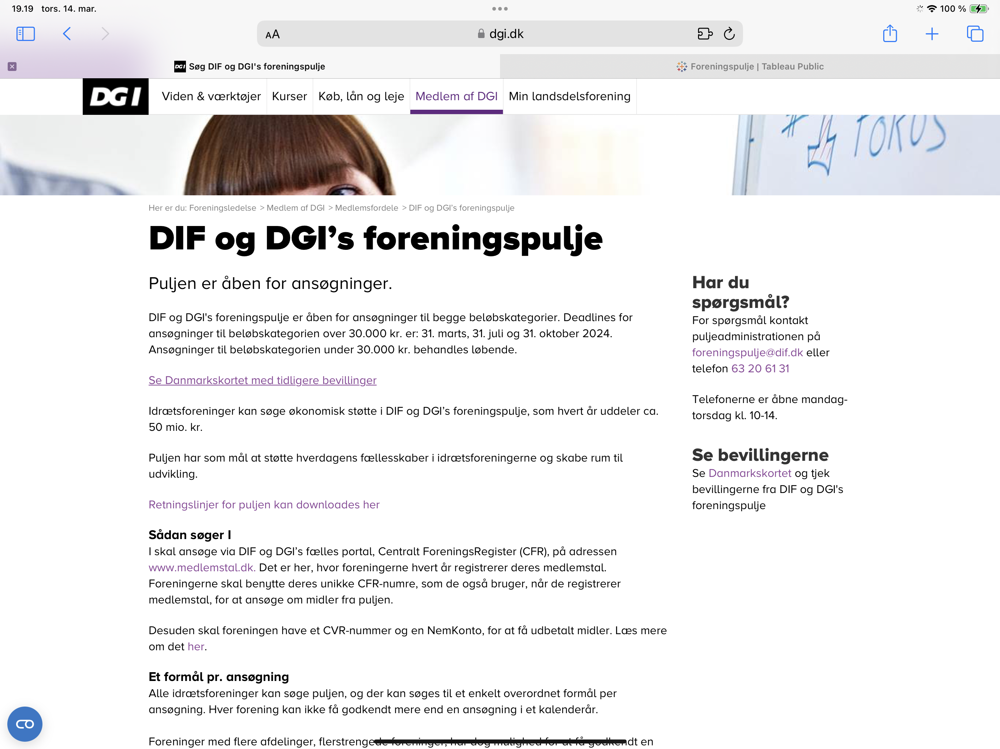 19.19 tors. 14. mar.
100 %
AA
dgi.dk
DGI Søg DIF og DGI's foreningspulje
Foreningspulje | Tableau Public
DGI
Viden & værktøjer
Kurser
Køb, lån og leje
Medlem af DGI
Min landsdelsforening
FOKUS
Her er du: Foreningsledelse > Medlem af DGI > Medlemsfordele > DIF og DGI’s foreningspulje
DIF og DGI’s foreningspulje
Puljen er åben for ansøgninger.
DIF og DGI's foreningspulje er åben for ansøgninger til begge beløbskategorier. Deadlines for
ansøgninger til beløbskategorien over 30.000 kr. er: 31. marts, 31. juli og 31. oktober 2024.
Ansøgninger til beløbskategorien under 30.000 kr. behandles løbende.
Se Danmarkskortet med tidligere bevillinger
Idrætsforeninger kan søge økonomisk støtte i DIF og DGI’s foreningspulje, som hvert år uddeler ca.
50 mio. kr.
Puljen har som mål at støtte hverdagens fællesskaber i idrætsforeningerne og skabe rum til
udvikling.
Retningslinjer for puljen kan downloades her
Sådan søger I
I skal ansøge via DIF og DGI’s fælles portal, Centralt ForeningsRegister (CFR), på adressen
www.medlemstal.dk. Det er her, hvor foreningerne hvert år registrerer deres medlemstal.
Foreningerne skal benytte deres unikke CFR-numre, som de også bruger, når de registrerer
medlemstal, for at ansøge om midler fra puljen.
Desuden skal foreningen have et CVR-nummer og en NemKonto, for at få udbetalt midler. Læs mere
om det her.
Et formål pr. ansøgning
Alle idrætsforeninger kan søge puljen, og der kan søges til et enkelt overordnet formål per
ansøgning. Hver forening kan ikke få godkendt mere end en ansøgning i et kalenderår.
Foreninger med flere afdelinger, flerstrengede foreninger, har dog mulighed for at få godkendt en
Har du
spørgsmål?
For spørgsmål kontakt
puljeadministrationen på
foreningspulje@dif.dk eller
telefon 63 20 61 31
Telefonerne er åbne mandag-
torsdag kl. 10-14.
Se bevillingerne
Se Danmarkskortet og tjek
bevillingerne fra DIF og DGI's
foreningspulje